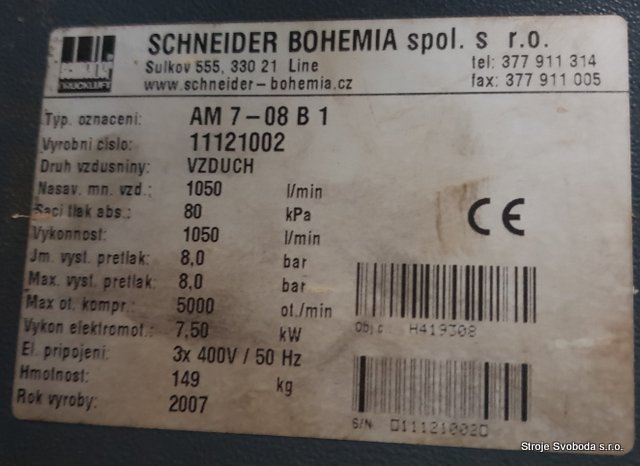 SCHNEIDER BOHEMIA spol. s r.o.
Sulkov 555, 330 21 Line
tel: 377 911 314
www.schneider-bohemia.cz
fax: 377 911 005
Typ. oznaceni: AM 7-08 B 1
Vyrobni cislo: 11121002
Druh vzdusniny: VZDUCH
Nasav. mn. vzd.: 1050 l/min
Saci tlak abs.: 80 kPa
Vykonnost: 1050 l/min
Jm. vyst. pretlak: 8,0 bar
Max. vyst. pretlak: 8,0 bar
Max ot. kompr.: 5000 ot./min
Vykon elektromot.: 7,50 kW
El. pripojeni: 3x 400V / 50 Hz
Hmotnost: 149 kg
Rok vyroby: 2007
CE
Obj.c. H419308
S/N: 11121002
Stroje Svoboda s.r.o.